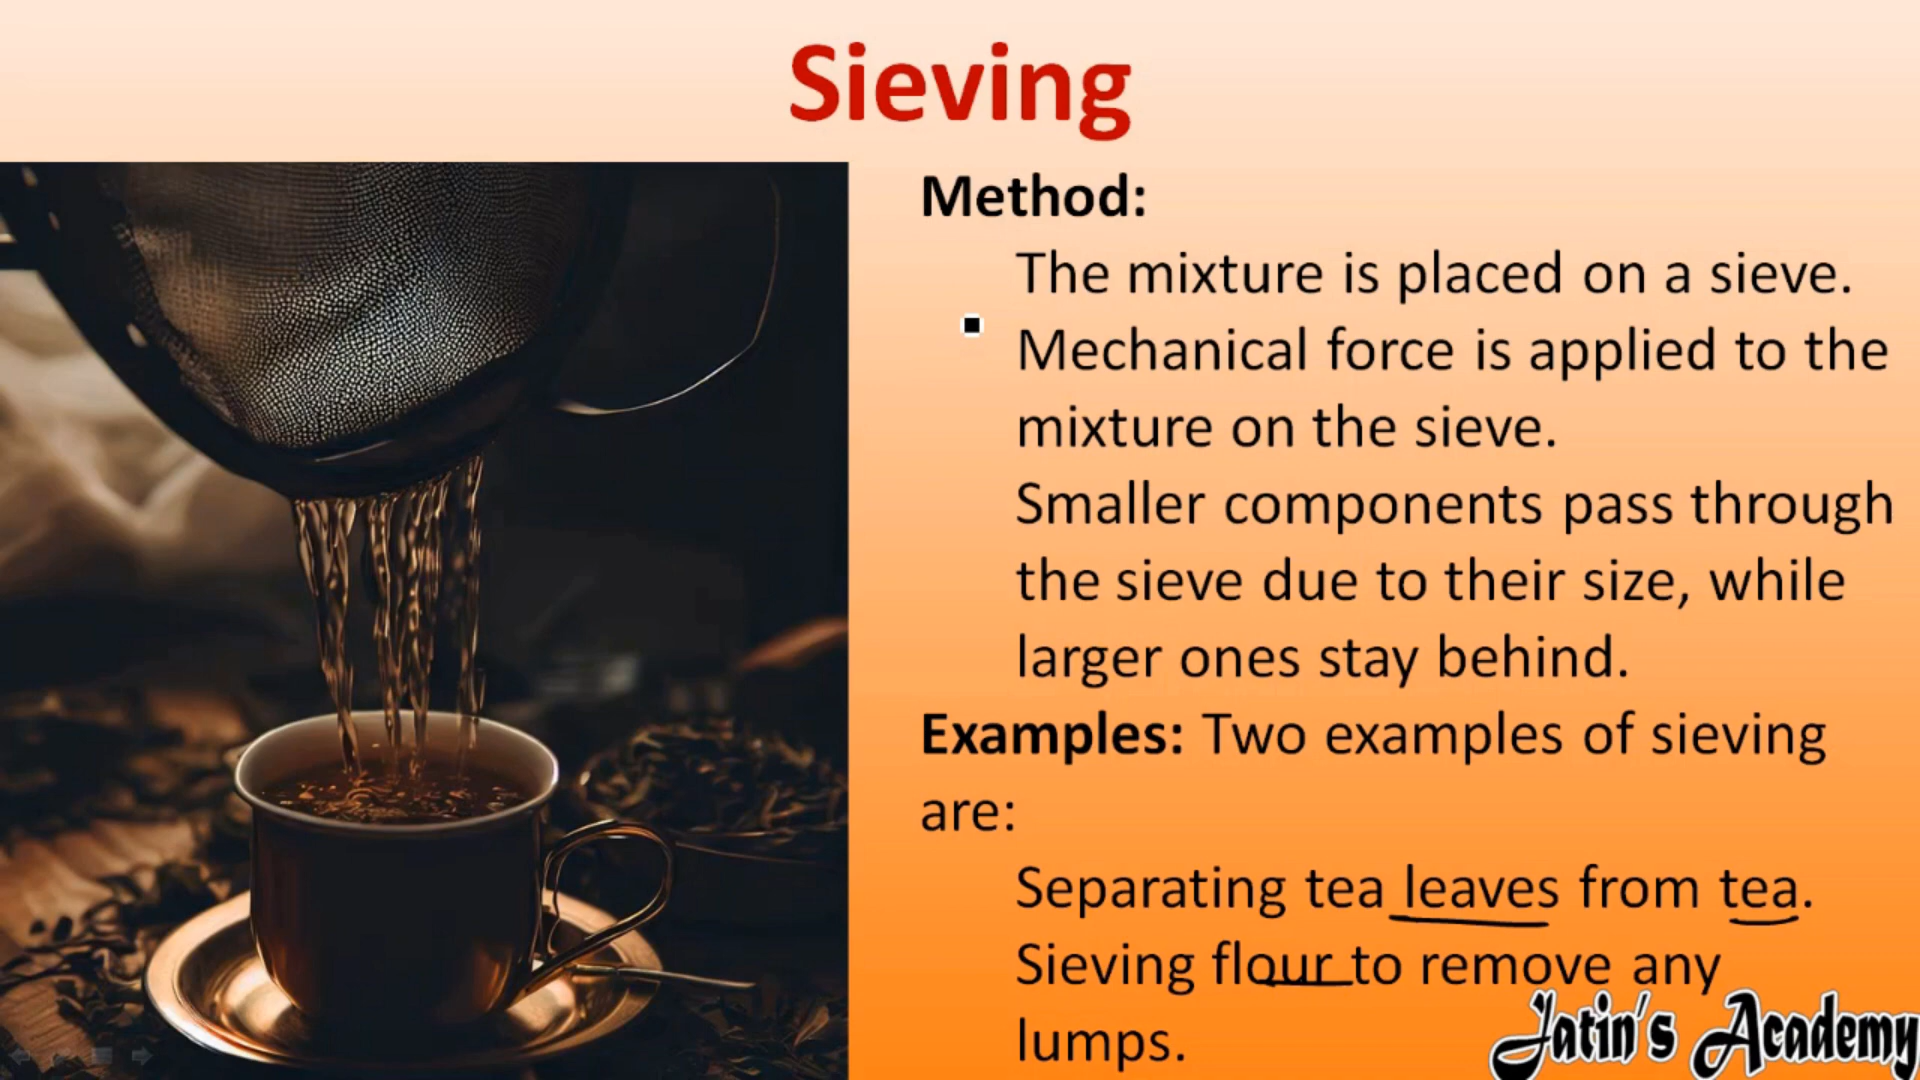 Sieving
Method:
The mixture is placed on a sieve.
Mechanical force is applied to the
mixture on the sieve.
Smaller components pass through
the sieve due to their size, while
larger ones stay behind.
Examples: Two examples of sieving
are:
Separating tea leaves from tea.
Sieving flour to remove any
lumps.
Jatin's Academy